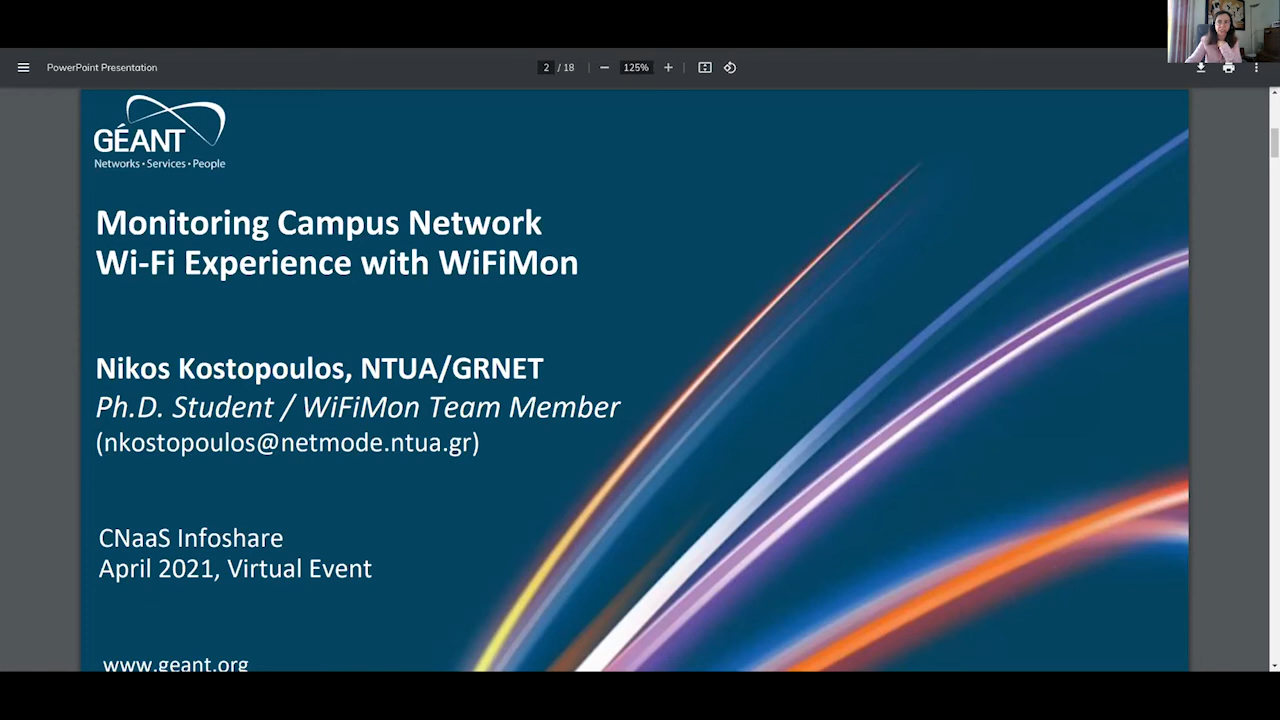 PowerPoint Presentation
2 / 18
125%
GÉANT
Networks • Services • People
Monitoring Campus Network
Wi-Fi Experience with WiFiMon
Nikos Kostopoulos, NTUA/GRNET
Ph.D. Student / WiFiMon Team Member
(nkostopoulos@netmode.ntua.gr)
CNaaS Infoshare
April 2021, Virtual Event
www.geant.org